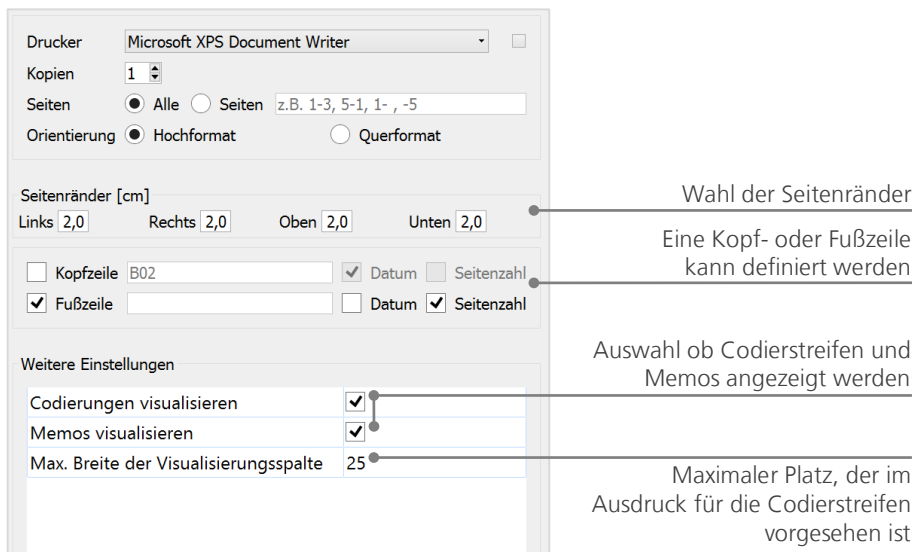 Drucker Microsoft XPS Document Writer
Kopien 1
Seiten Alle Seiten z.B. 1-3, 5-1, 1- , -5
Orientierung Hochformat Querformat
Seitenränder [cm]
Links 2,0 Rechts 2,0 Oben 2,0 Unten 2,0
Wahl der Seitenränder
Eine Kopf- oder Fußzeile
kann definiert werden
Kopfzeile B02 Datum Seitenzahl
Fußzeile Datum Seitenzahl
Auswahl ob Codierstreifen und
Memos angezeigt werden
Weitere Einstellungen
Codierungen visualisieren
Memos visualisieren
Max. Breite der Visualisierungsspalte 25
Maximaler Platz, der im
Ausdruck für die Codierstreifen
vorgesehen ist